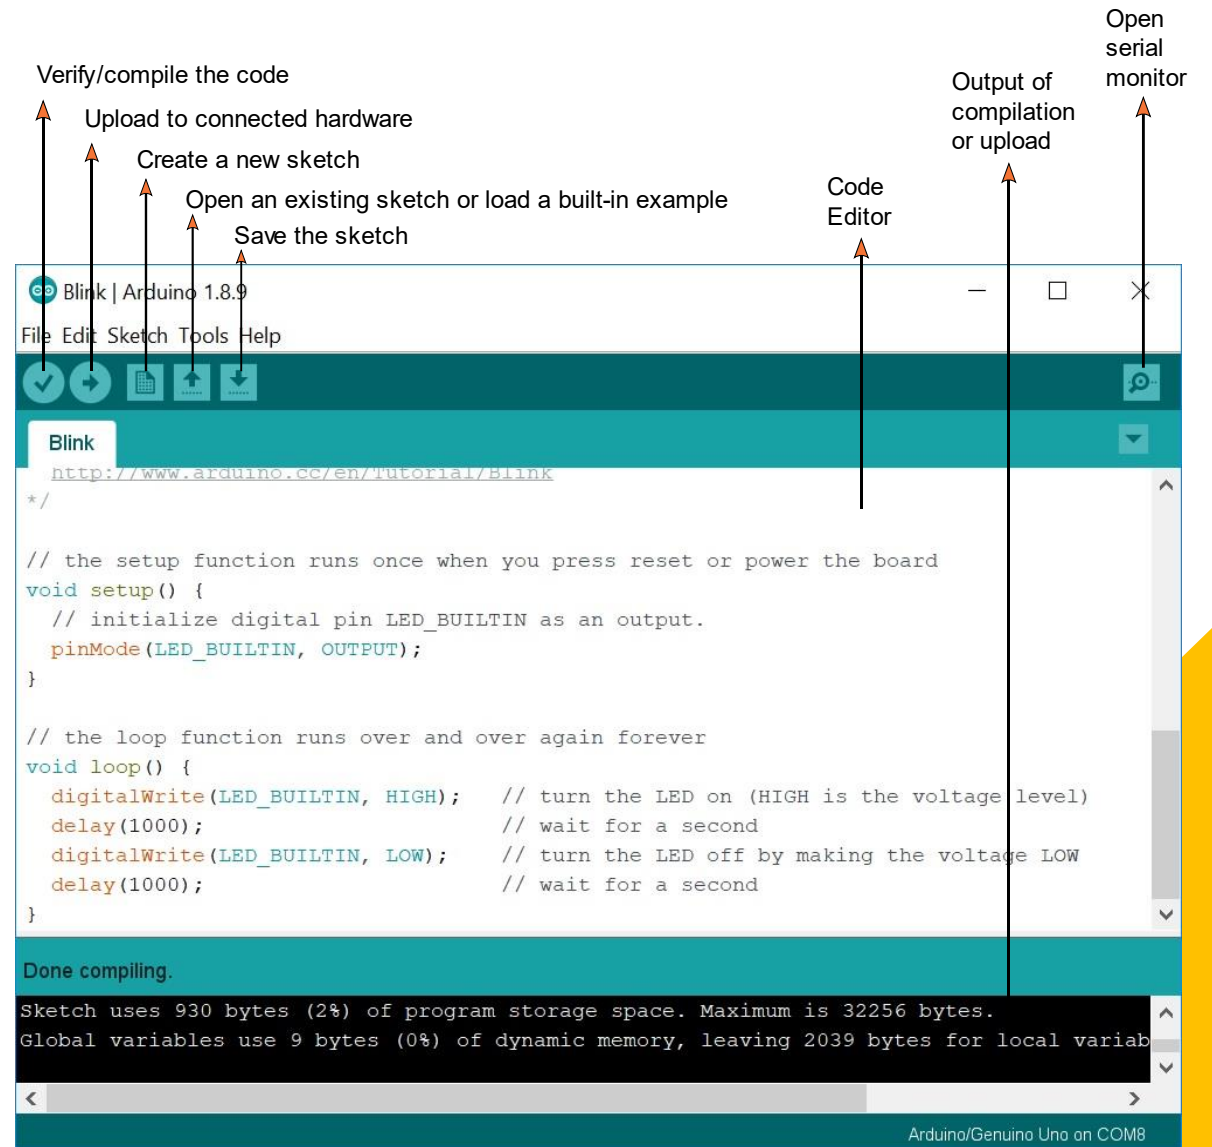 Open
serial
monitor
Verify/compile the code
Output of
compilation
or upload
Upload to connected hardware
Create a new sketch
Code
Editor
Open an existing sketch or load a built-in example
Save the sketch
Blink | Arduino 1.8.9
File Edit Sketch Tools Help
Blink
http://www.arduino.cc/en/Tutorial/Blink
*/
// the setup function runs once when you press reset or power the board
void setup() {
  // initialize digital pin LED_BUILTIN as an output.
  pinMode(LED_BUILTIN, OUTPUT);
}
// the loop function runs over and over again forever
void loop() {
  digitalWrite(LED_BUILTIN, HIGH);   // turn the LED on (HIGH is the voltage level)
  delay(1000);                       // wait for a second
  digitalWrite(LED_BUILTIN, LOW);    // turn the LED off by making the voltage LOW
  delay(1000);                       // wait for a second
}
Done compiling.
Sketch uses 930 bytes (2%) of program storage space. Maximum is 32256 bytes.
Global variables use 9 bytes (0%) of dynamic memory, leaving 2039 bytes for local variab
Arduino/Genuino Uno on COM8